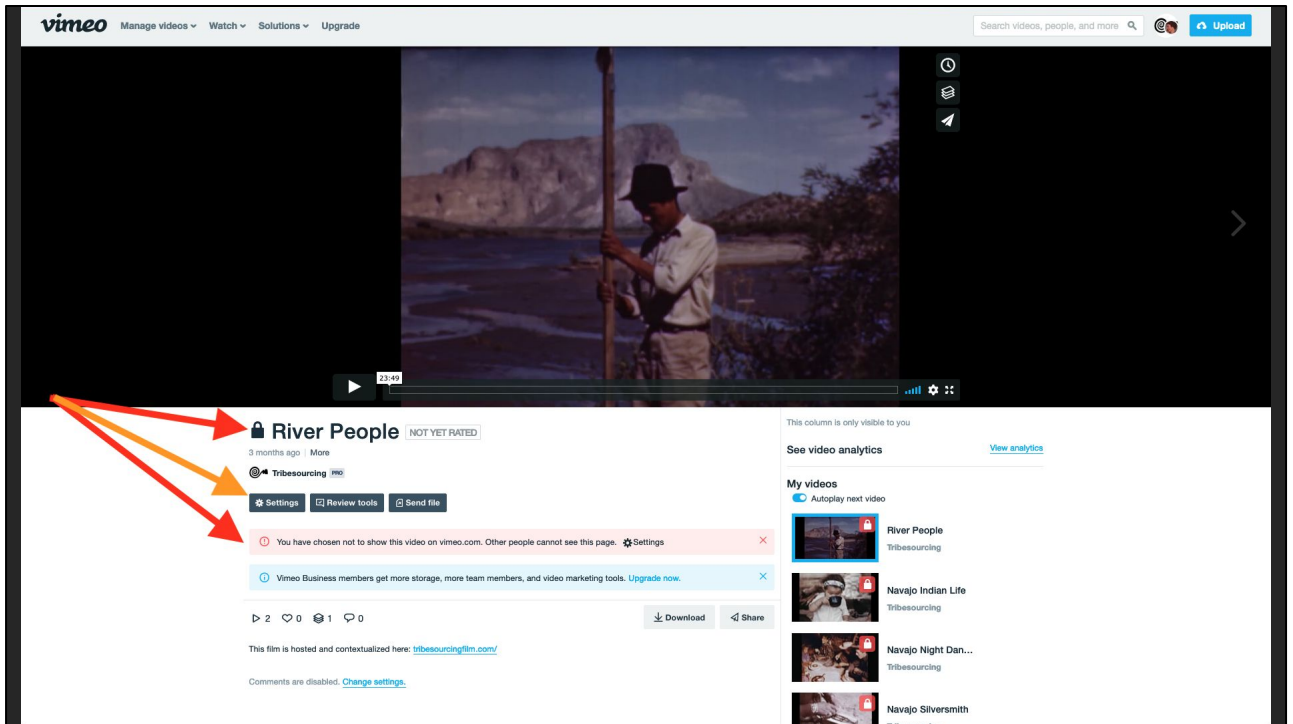 vimeo Manage videos Watch Solutions Upgrade Search videos, people, and more Upload
23:49
River People NOT YET RATED
3 months ago More
Tribesourcing PRO
Settings Review tools Send file
You have chosen not to show this video on vimeo.com. Other people cannot see this page. Settings
Vimeo Business members get more storage, more team members, and video marketing tools. Upgrade now.
2 0 1 0 Download Share
This film is hosted and contextualized here: tribesourcingfilm.com/
Comments are disabled. Change settings.
This column is only visible to you
See video analytics View analytics
My videos
Autoplay next video
River People
Tribesourcing
Navajo Indian Life
Tribesourcing
Navajo Night Dan...
Tribesourcing
Navajo Silversmith